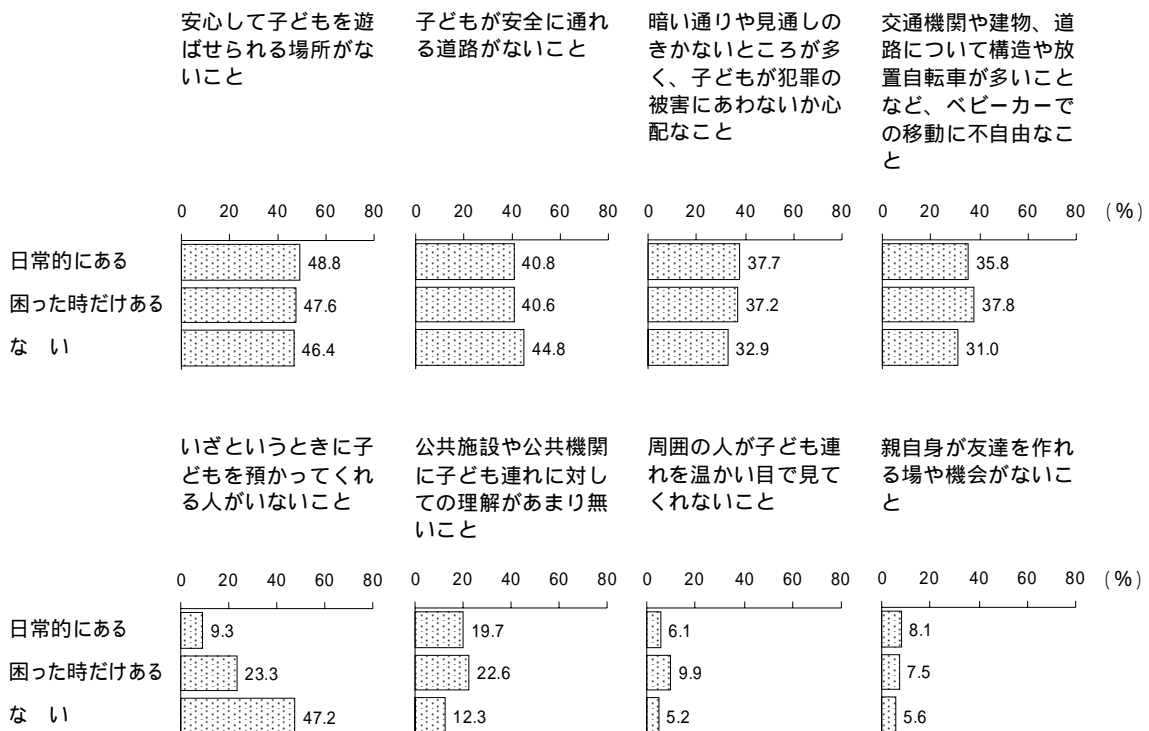 安心して子どもを遊
ばせられる場所がな
いこと
子どもが安全に通れ
る道路がないこと
暗い通りや見通しの
きかないところが多
く、子どもが犯罪の
被害にあわないか心
配なこと
交通機関や建物、道
路について構造や放
置自転車が多いこと
など、ベビーカーで
の移動に不自由なこ
と
0 20 40 60 80 0 20 40 60 80 0 20 40 60 80 0 20 40 60 80 (%)
日常的にある 48.8 40.8 37.7 35.8
困った時だけある 47.6 40.6 37.2 37.8
な い 46.4 44.8 32.9 31.0
いざというときに子
どもを預かってくれ
る人がいないこと
公共施設や公共機関
に子ども連れに対し
ての理解があまり無
いこと
周囲の人が子ども連
れを温かい目で見て
くれないこと
親自身が友達を作れ
る場や機会がないこ
と
0 20 40 60 80 0 20 40 60 80 0 20 40 60 80 0 20 40 60 80 (%)
日常的にある 9.3 19.7 6.1 8.1
困った時だけある 23.3 22.6 9.9 7.5
な い 47.2 12.3 5.2 5.6